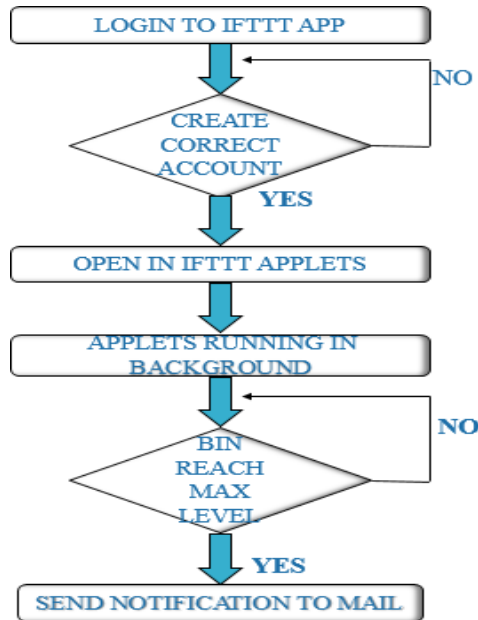 LOGIN TO IFTTT APP
NO
CREATE
CORRECT
ACCOUNT
YES
OPEN IN IFTTT APPLETS
APPLETS RUNNING IN
BACKGROUND
NO
BIN
REACH
MAX
LEVEL
YES
SEND NOTIFICATION TO MAIL